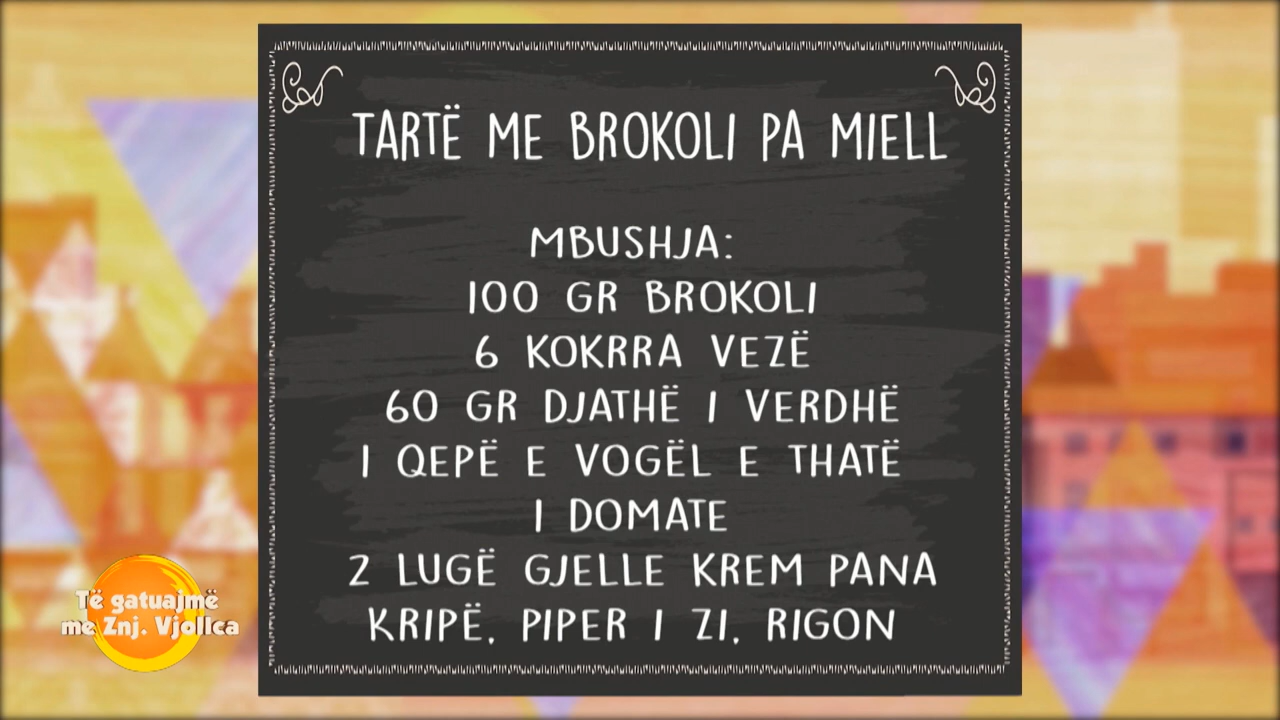 TARTË ME BROKOLI PA MIELL
MBUSHJA:
100 GR BROKOLI
6 KOKRRA VEZË
60 GR DJATHË I VERDHË
1 QEPË E VOGËL E THATË
1 DOMATE
2 LUGË GJELLE KREM PANA
KRIPË, PIPER I ZI, RIGON
Të gatuajmë
me Znj. Vjollca